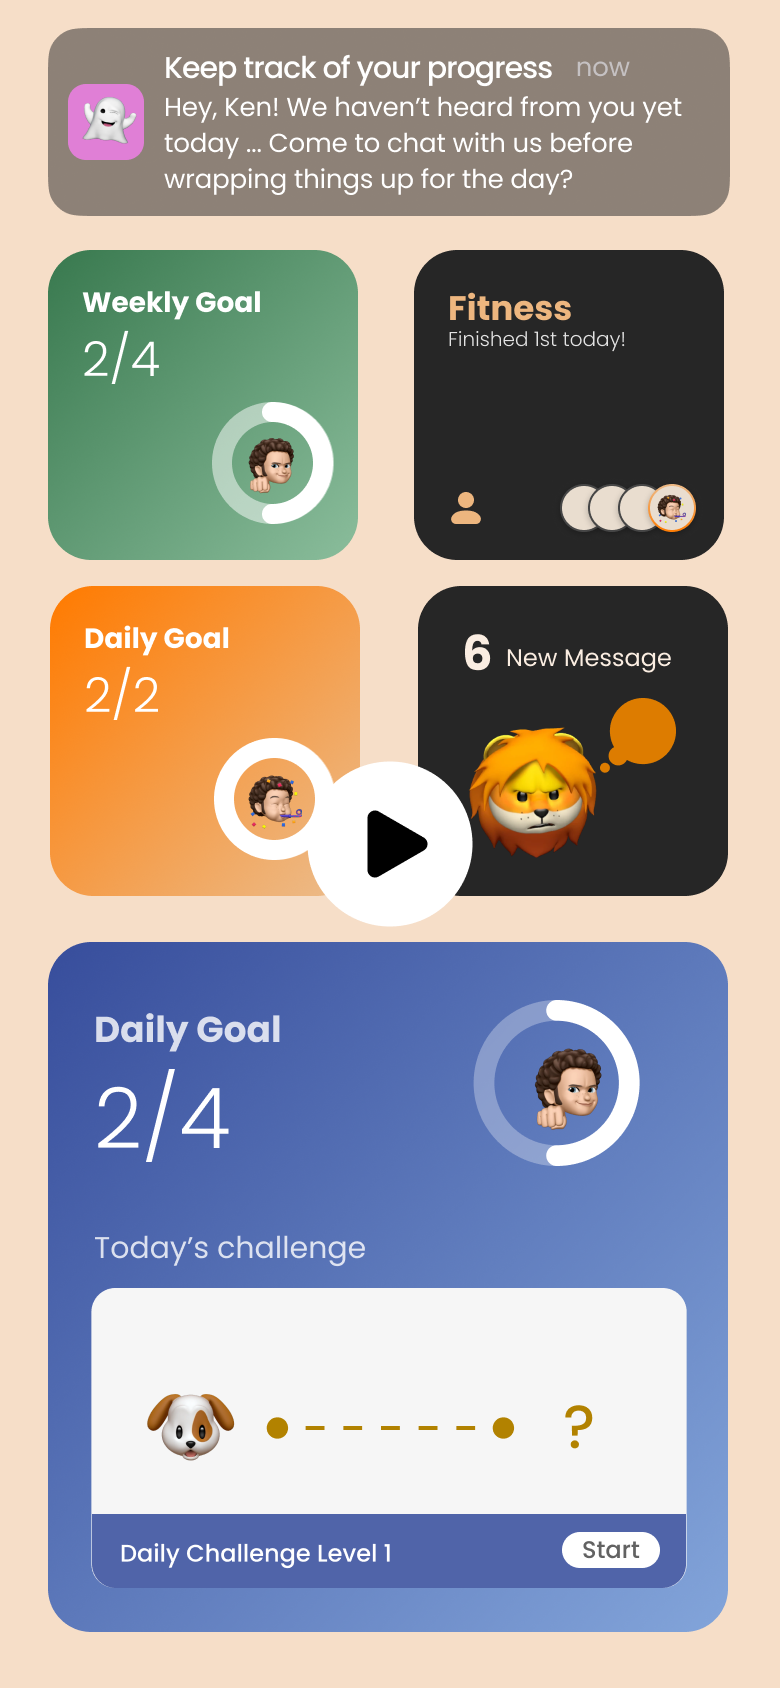 Keep track of your progress now
Hey, Ken! We haven’t heard from you yet
today ... Come to chat with us before
wrapping things up for the day?
Weekly Goal
2/4
Fitness
Finished 1st today!
Daily Goal
2/2
6 New Message
Daily Goal
2/4
Today’s challenge
?
Daily Challenge Level 1
Start